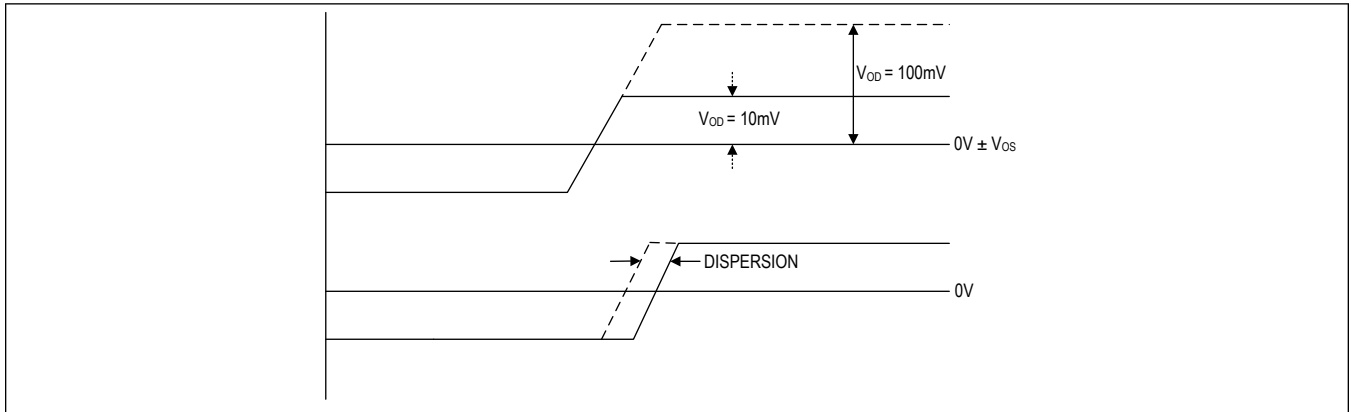 V_OD = 100mV
V_OD = 10mV
0V ± V_OS
DISPERSION
0V